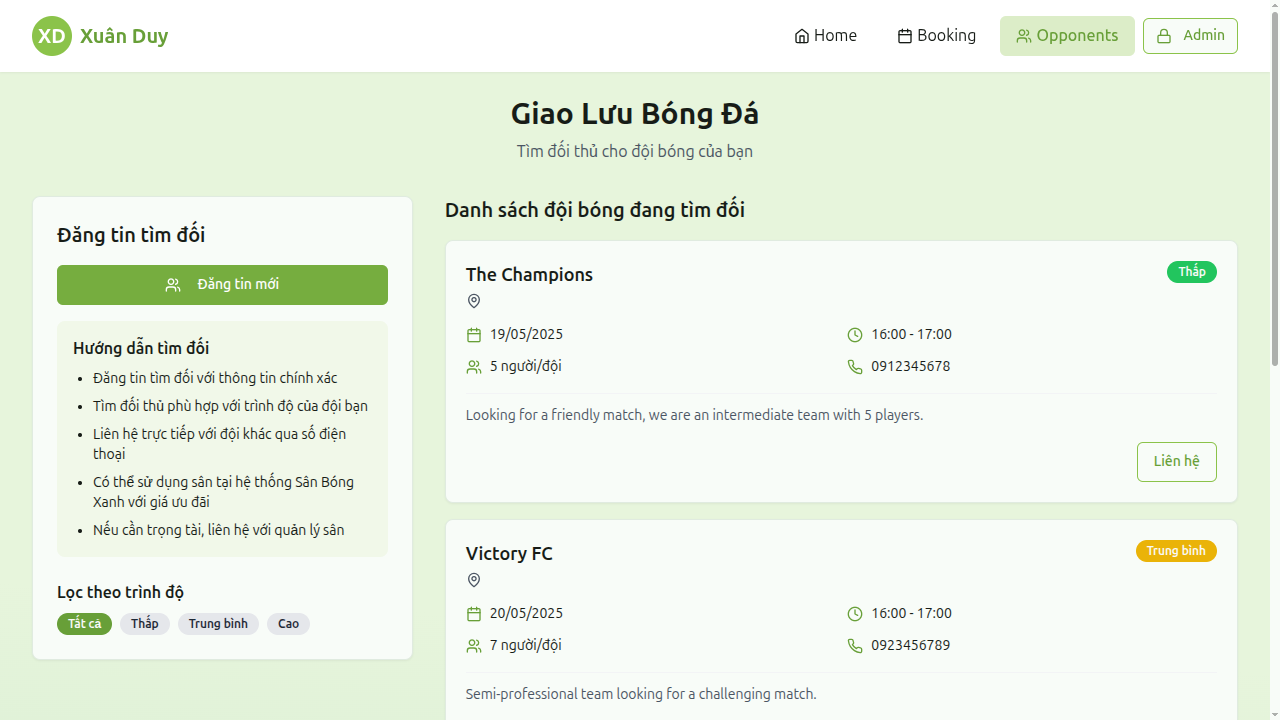 XD Xuân Duy
Home
Booking
Opponents
Admin
Giao Lưu Bóng Đá
Tìm đối thủ cho đội bóng của bạn
Đăng tin tìm đối
Đăng tin mới
Hướng dẫn tìm đối
Đăng tin tìm đối với thông tin chính xác
Tìm đối thủ phù hợp với trình độ của đội bạn
Liên hệ trực tiếp với đội khác qua số điện
thoại
Có thể sử dụng sân tại hệ thống Sân Bóng
Xanh với giá ưu đãi
Nếu cần trọng tài, liên hệ với quản lý sân
Lọc theo trình độ
Tất cả
Thấp
Trung bình
Cao
Danh sách đội bóng đang tìm đối
The Champions
Thấp
19/05/2025
16:00 - 17:00
5 người/đội
0912345678
Looking for a friendly match, we are an intermediate team with 5 players.
Liên hệ
Victory FC
Trung bình
20/05/2025
16:00 - 17:00
7 người/đội
0923456789
Semi-professional team looking for a challenging match.